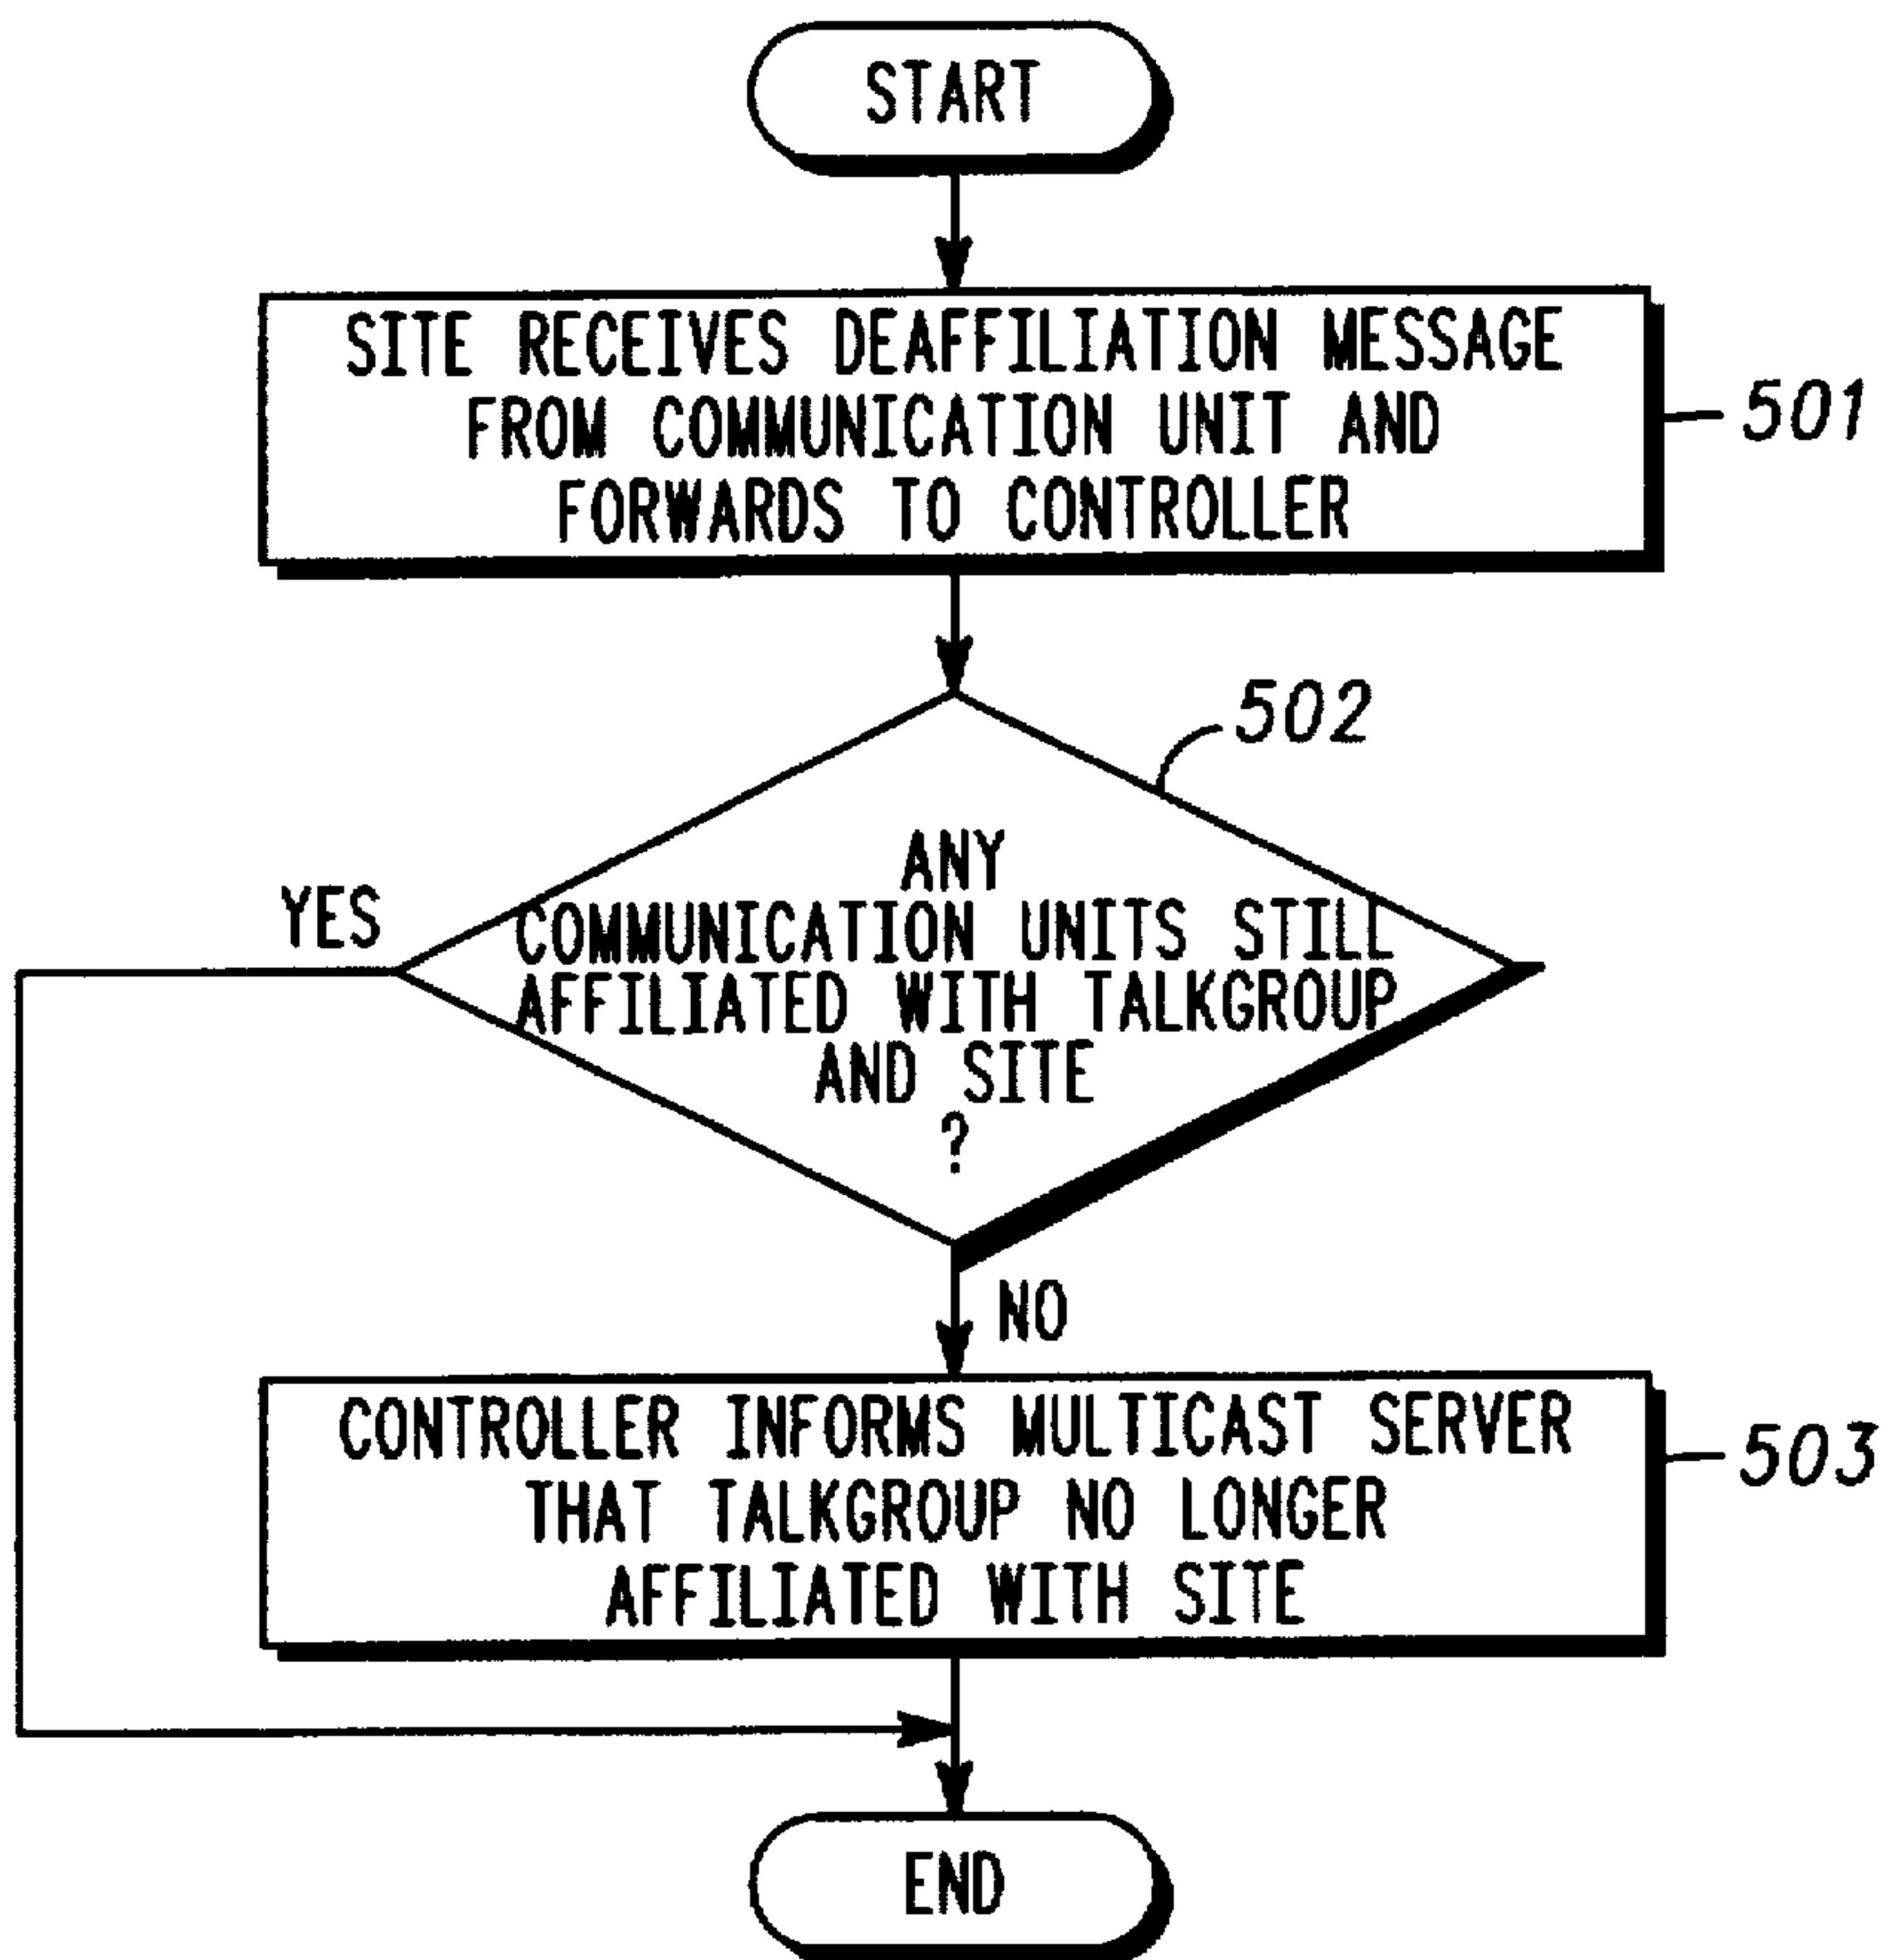 START
SITE RECEIVES DEAFFILIATION MESSAGE
FROM COMMUNICATION UNIT AND
FORWARDS TO CONTROLLER
501
502
ANY
COMMUNICATION UNITS STILL
AFFILIATED WITH TALKGROUP
AND SITE
?
YES
NO
CONTROLLER INFORMS MULTICAST SERVER
THAT TALKGROUP NO LONGER
AFFILIATED WITH SITE
503
END